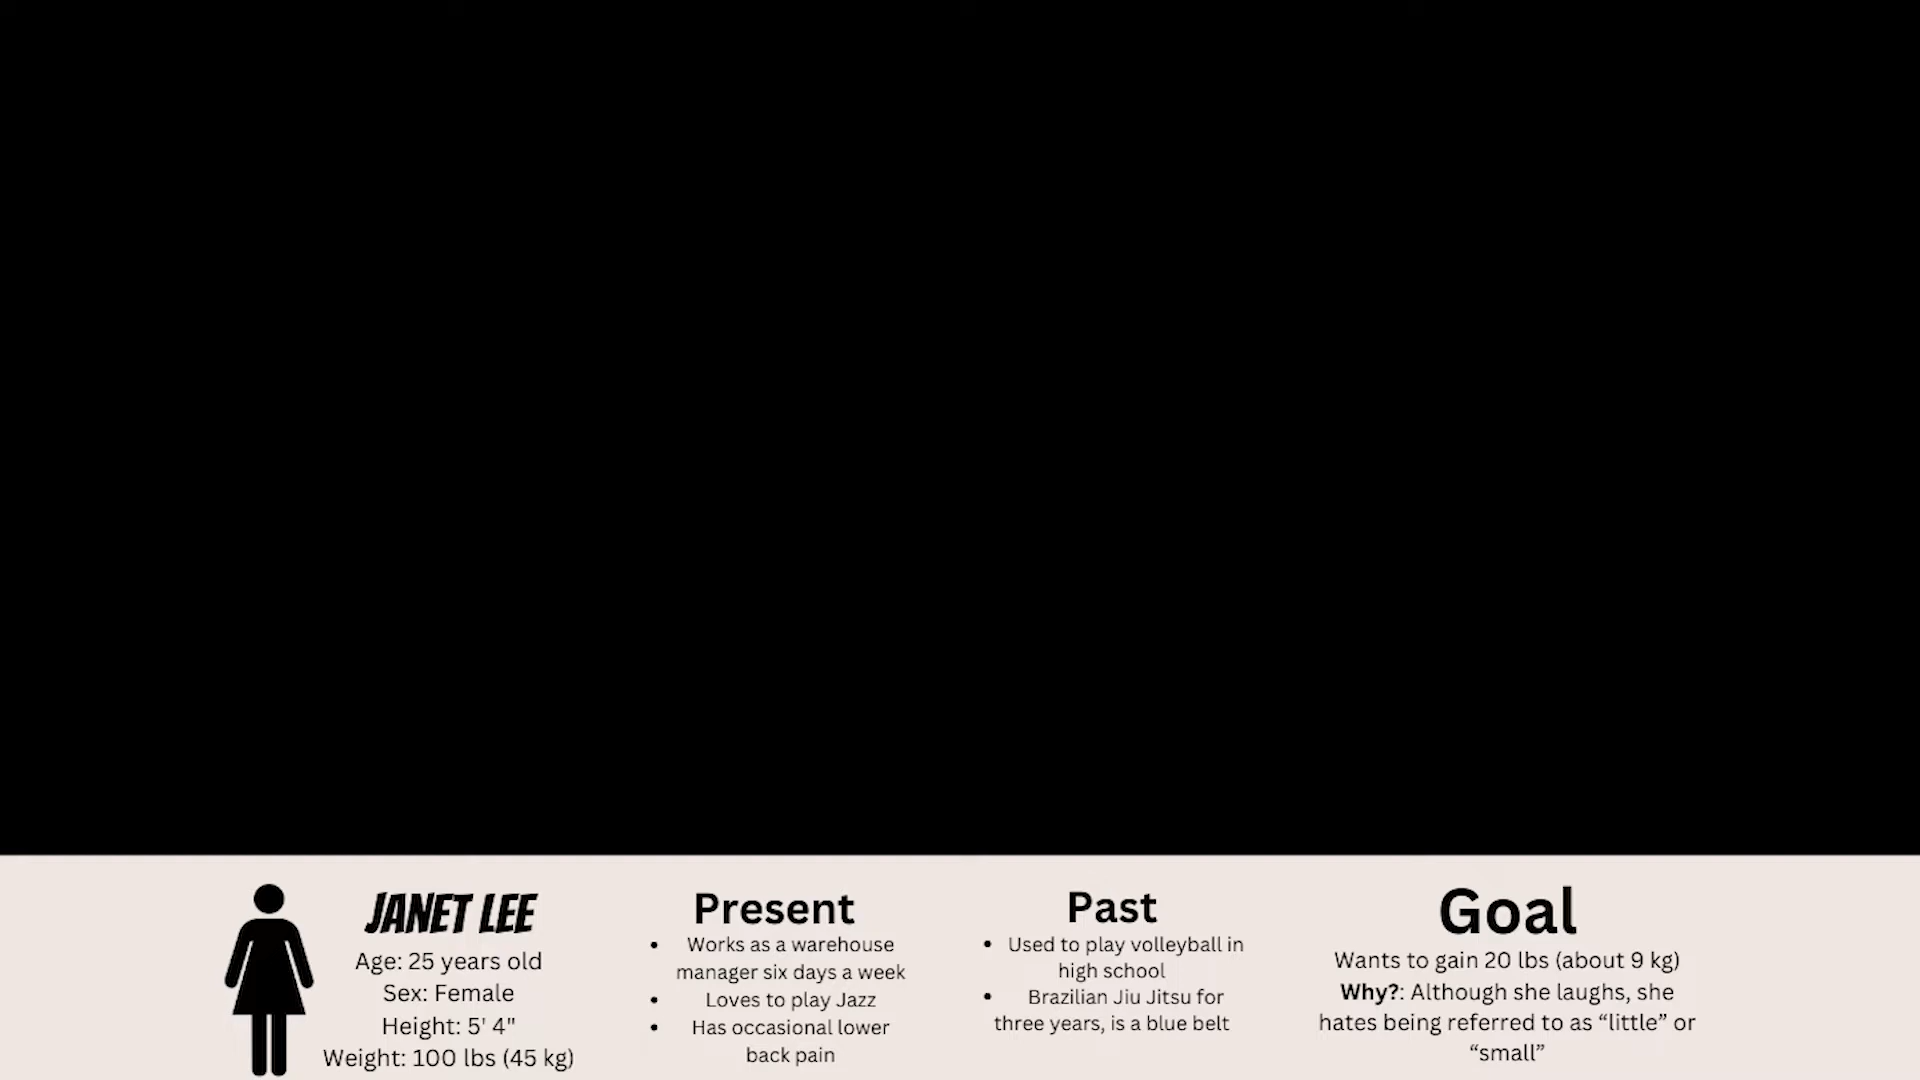 JANET LEE
Age: 25 years old
Sex: Female
Height: 5' 4"
Weight: 100 lbs (45 kg)
Present
• Works as a warehouse
manager six days a week
• Loves to play Jazz
• Has occasional lower
back pain
Past
• Used to play volleyball in
high school
• Brazilian Jiu Jitsu for
three years, is a blue belt
Goal
Wants to gain 20 lbs (about 9 kg)
Why?: Although she laughs, she
hates being referred to as “little” or
“small”